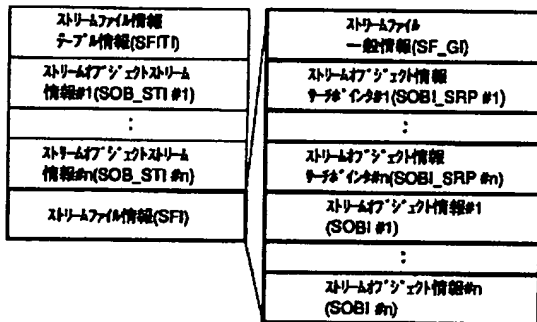 ストリームファイル情報
テーブル情報(SFITI)
ストリームオブジェクトストリーム
情報#1(SOB_STI #1)
:
ストリームオブジェクトストリーム
情報#n(SOB_STI #n)
ストリームファイル情報(SFI)
ストリームファイル
一般情報(SF_GI)
ストリームオブジェクト情報
サーチポインタ#1(SOBI_SRP #1)
:
ストリームオブジェクト情報
サーチポインタ#n(SOBI_SRP #n)
ストリームオブジェクト情報#1
(SOBI #1)
:
ストリームオブジェクト情報#n
(SOBI #n)